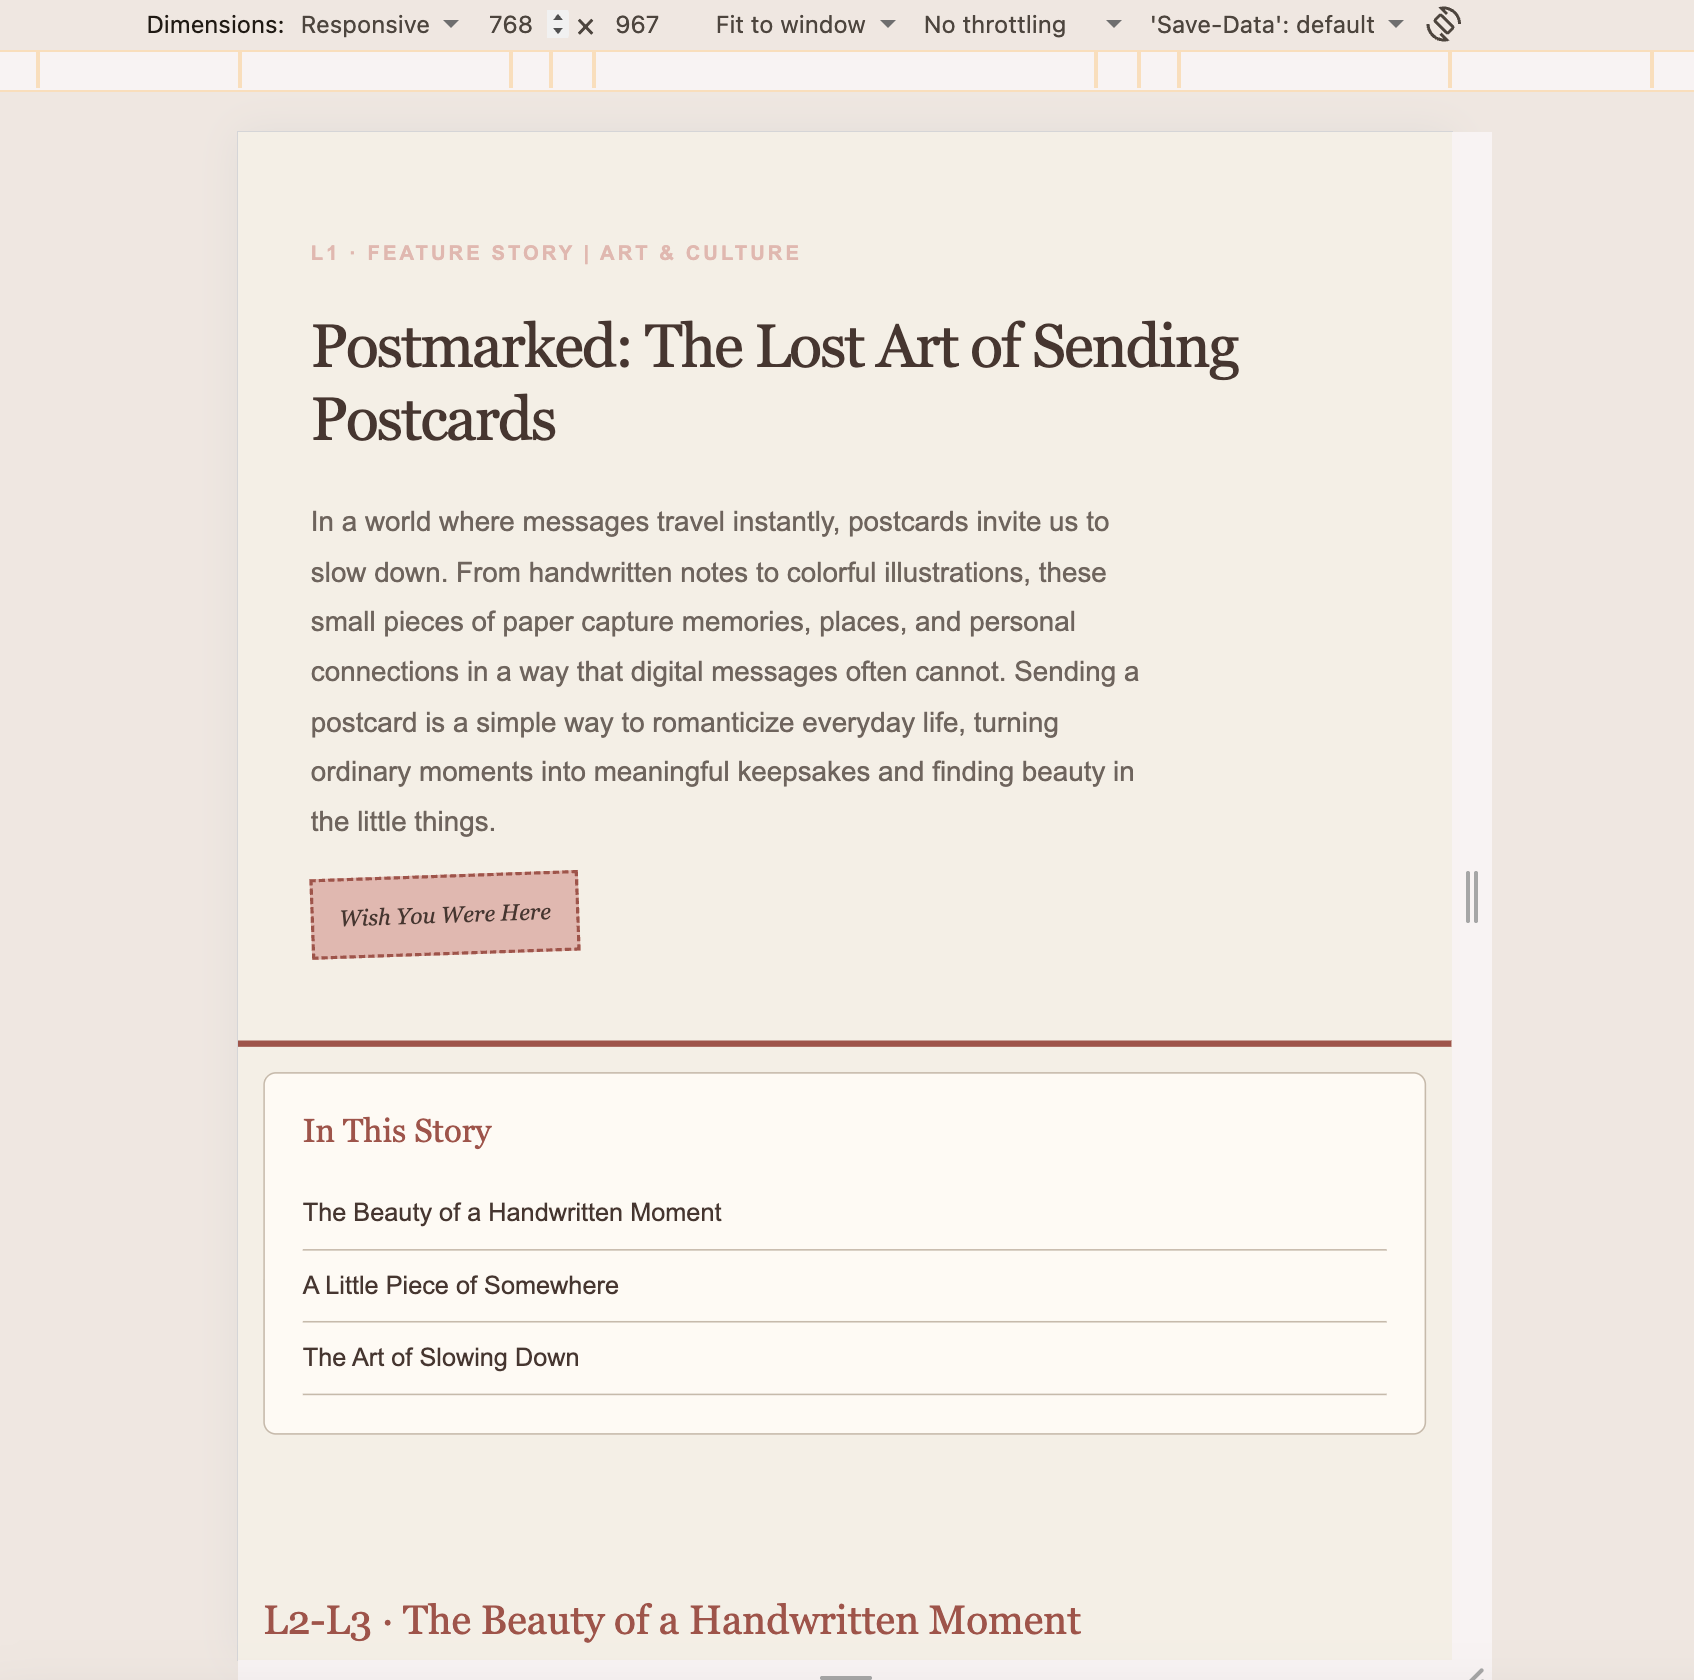 Dimensions: Responsive 768 × 967 Fit to window No throttling 'Save-Data': default
L1 · FEATURE STORY | ART & CULTURE
Postmarked: The Lost Art of Sending
Postcards
In a world where messages travel instantly, postcards invite us to
slow down. From handwritten notes to colorful illustrations, these
small pieces of paper capture memories, places, and personal
connections in a way that digital messages often cannot. Sending a
postcard is a simple way to romanticize everyday life, turning
ordinary moments into meaningful keepsakes and finding beauty in
the little things.
Wish You Were Here
In This Story
The Beauty of a Handwritten Moment
A Little Piece of Somewhere
The Art of Slowing Down
L2-L3 · The Beauty of a Handwritten Moment